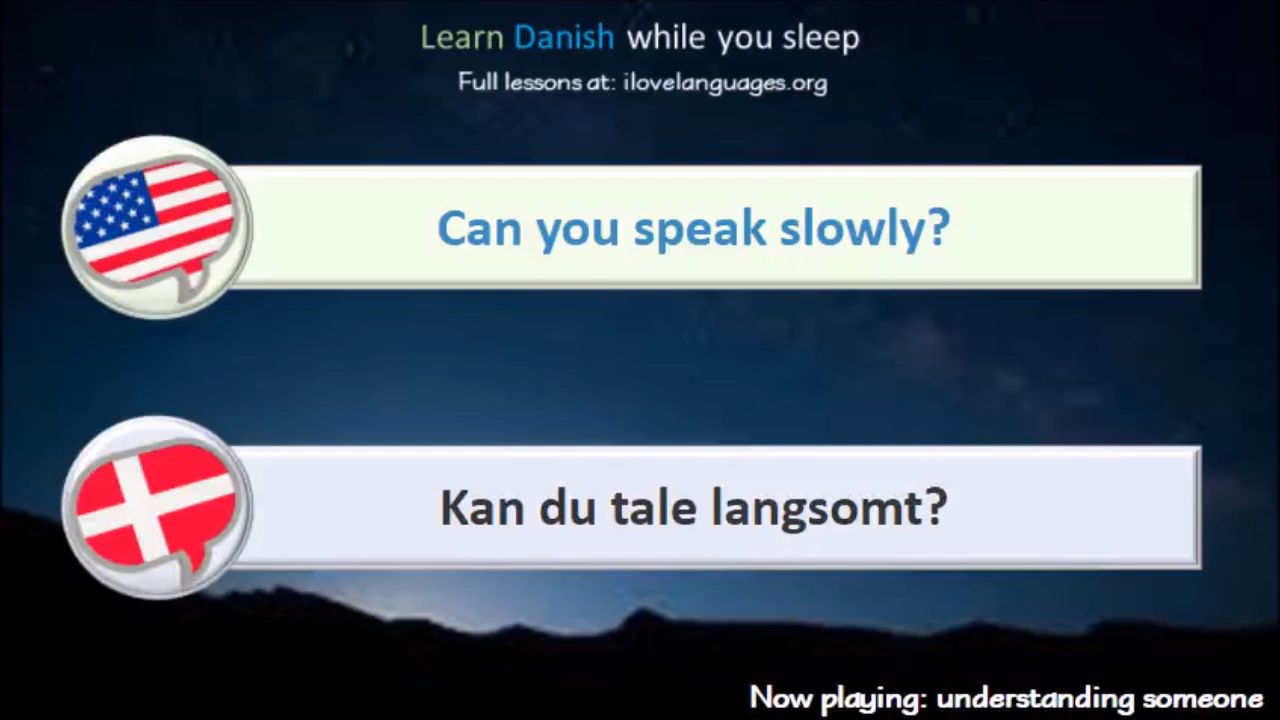 Learn Danish while you sleep
Full lessons at: ilovelanguages.org
Can you speak slowly?
Kan du tale langsomt?
Now playing: understanding someone